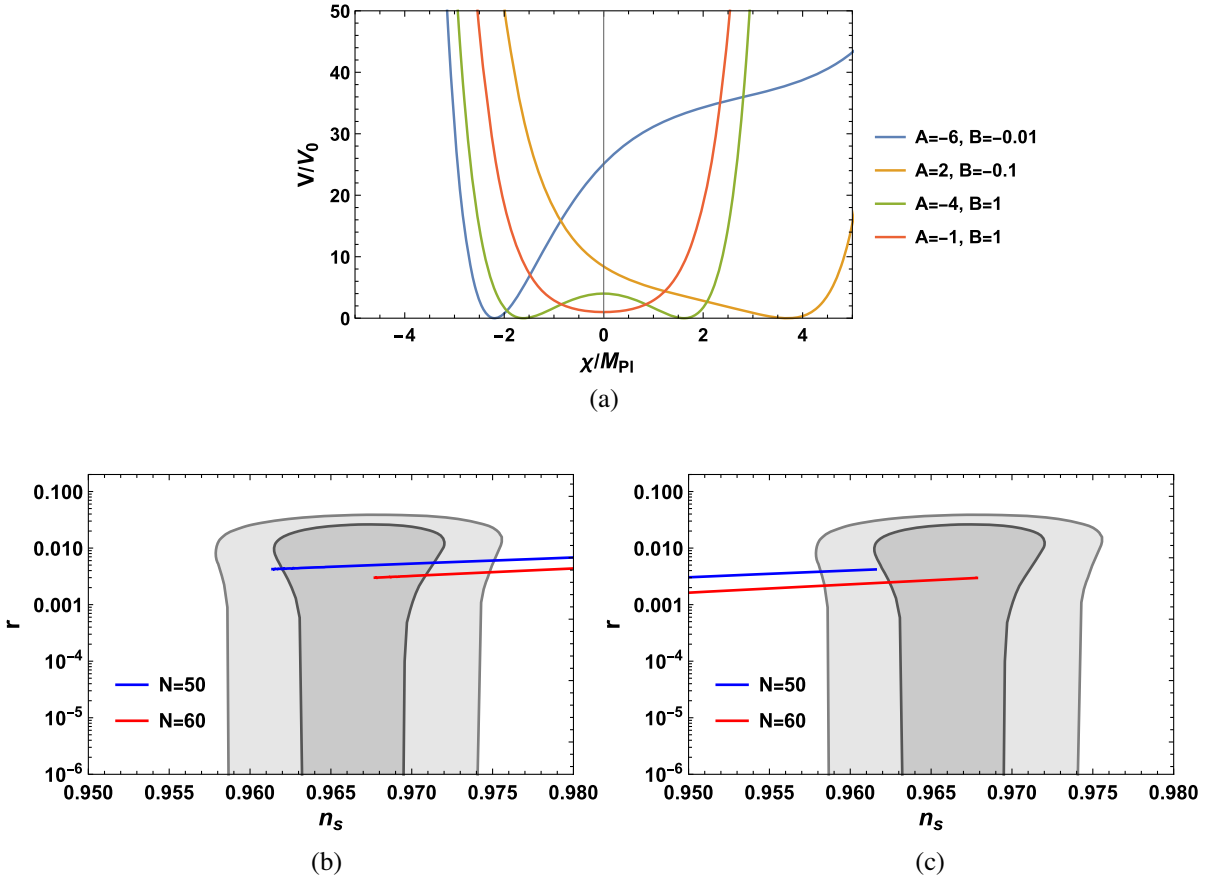 50
40
30
20
10
0
V/V0
−4 −2 0 2 4
χ/MPl
A=−6, B=−0.01
A=2, B=−0.1
A=−4, B=1
A=−1, B=1
(a)
0.100
0.010
0.001
10−4
10−5
10−6
r
N=50
N=60
0.950 0.955 0.960 0.965 0.970 0.975 0.980
ns
(b)
0.100
0.010
0.001
10−4
10−5
10−6
r
N=50
N=60
0.950 0.955 0.960 0.965 0.970 0.975 0.980
ns
(c)